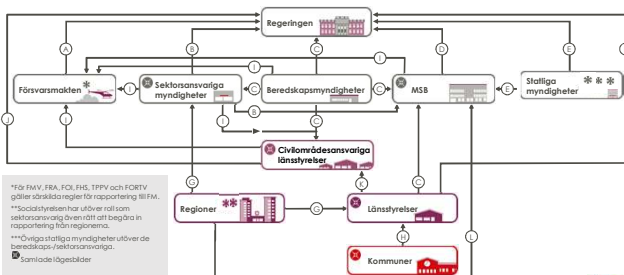 Regeringen
A
B
C
D
E
I
I
Försvarsmakten *
I
Sektorsansvariga
myndigheter
C
Beredskapsmyndigheter
C
MSB
E
Statliga
myndigheter
***
B
I
I
I
C
J
Civilområdesansvariga
länsstyrelser
G
K
C
*För FMV, FRA, FOI, FHS, TPPV och FORTV
gäller särskilda regler för rapportering till FM.
**Socialstyrelsen har utöver roll som
sektorsansvarig även rätt att begära in
rapportering från regionerna.
***Övriga statliga myndigheter utöver de
beredskaps-/sektorsansvariga.
Samlade lägesbilder
Regioner **
G
Länsstyrelser
H
L
Kommuner